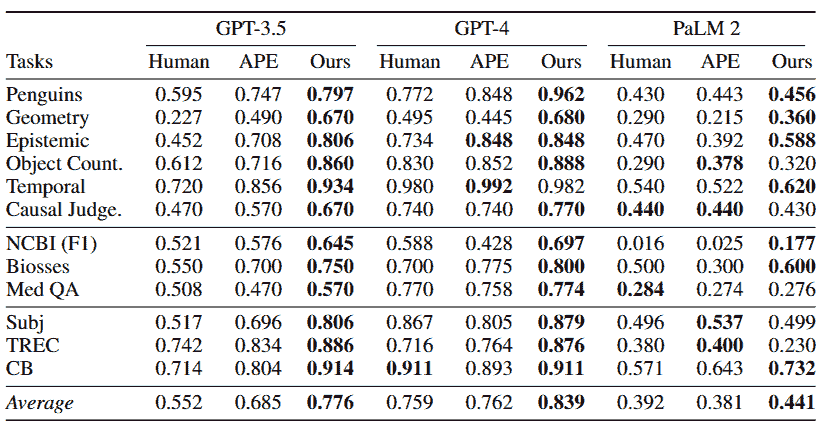 GPT-3.5 GPT-4 PaLM 2
Tasks Human APE Ours Human APE Ours Human APE Ours
Penguins 0.595 0.747 0.797 0.772 0.848 0.962 0.430 0.443 0.456
Geometry 0.227 0.490 0.670 0.495 0.445 0.680 0.290 0.215 0.360
Epistemic 0.452 0.708 0.806 0.734 0.848 0.848 0.470 0.392 0.588
Object Count. 0.612 0.716 0.860 0.830 0.852 0.888 0.290 0.378 0.320
Temporal 0.720 0.856 0.934 0.980 0.992 0.982 0.540 0.522 0.620
Causal Judge. 0.470 0.570 0.670 0.740 0.740 0.770 0.440 0.440 0.430
NCBI (F1) 0.521 0.576 0.645 0.588 0.428 0.697 0.016 0.025 0.177
Biosses 0.550 0.700 0.750 0.700 0.775 0.800 0.500 0.300 0.600
Med QA 0.508 0.470 0.570 0.770 0.758 0.774 0.284 0.274 0.276
Subj 0.517 0.696 0.806 0.867 0.805 0.879 0.496 0.537 0.499
TREC 0.742 0.834 0.886 0.716 0.764 0.876 0.380 0.400 0.230
CB 0.714 0.804 0.914 0.911 0.893 0.911 0.571 0.643 0.732
Average 0.552 0.685 0.776 0.759 0.762 0.839 0.392 0.381 0.441